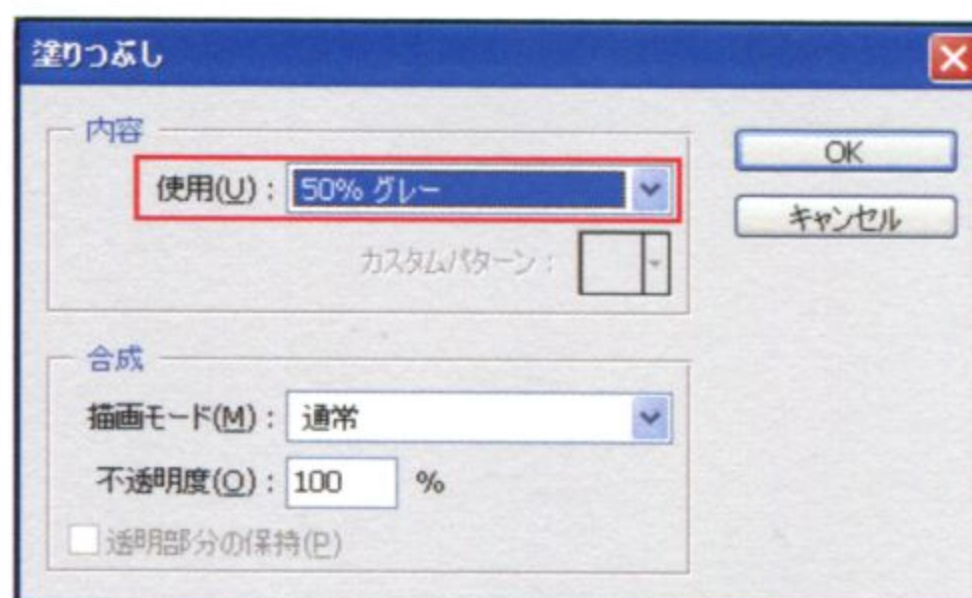 塗りつぶし
内容
使用(U): 50% グレー
カスタムパターン:
OK
キャンセル
合成
描画モード(M): 通常
不透明度(O): 100 %
透明部分の保持(P)